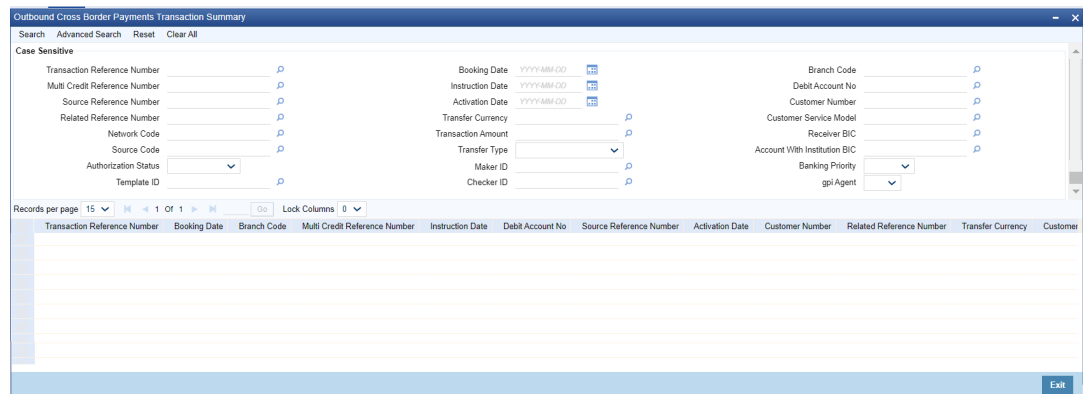 Outbound Cross Border Payments Transaction Summary
Search Advanced Search Reset Clear All
Case Sensitive
Transaction Reference Number Booking Date YYYY-MM-DD Branch Code
Multi Credit Reference Number Instruction Date YYYY-MM-DD Debit Account No
Source Reference Number Activation Date YYYY-MM-DD Customer Number
Related Reference Number Transfer Currency Customer Service Model
Network Code Transaction Amount Receiver BIC
Source Code Transfer Type Account With Institution BIC
Authorization Status Maker ID Banking Priority
Template ID Checker ID gpi Agent
Records per page 15 1 Of 1 Go Lock Columns 0
Transaction Reference Number Booking Date Branch Code Multi Credit Reference Number Instruction Date Debit Account No Source Reference Number Activation Date Customer Number Related Reference Number Transfer Currency Customer
Exit